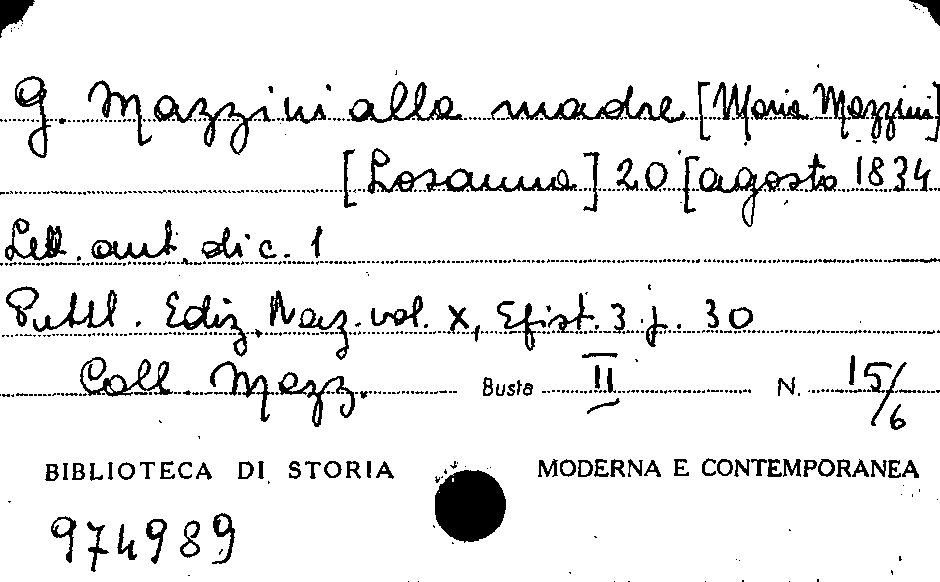 G. Mazzini alla madre [Maria Mazzini]
[Losanna] 20 [agosto 1834
Lett. aut. di c. 1
Pubbl. Ediz. Naz. vol. X, Epist. 3 p. 30
Coll. Mazz. Busta II N. 15/6
BIBLIOTECA DI STORIA MODERNA E CONTEMPORANEA
974989